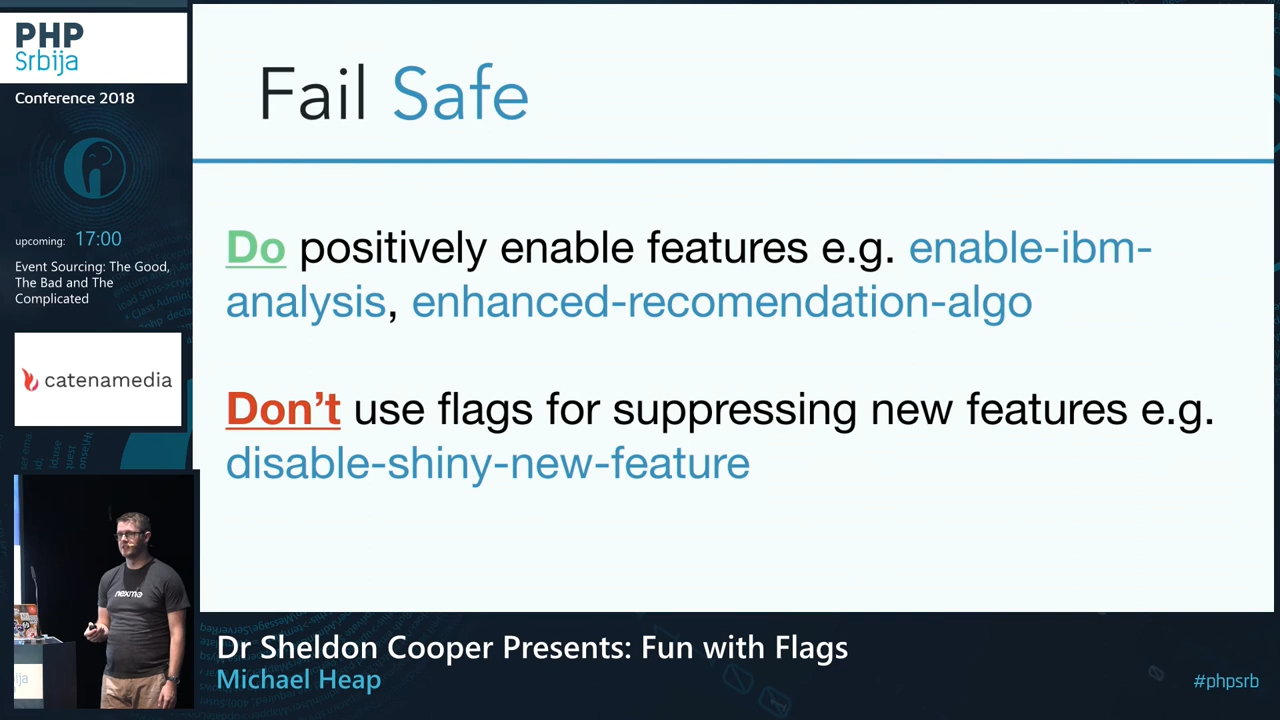 PHP
Srbija
Conference 2018
upcoming: 17:00
Event Sourcing: The Good,
The Bad and The
Complicated
catenamedia
Fail Safe
Do positively enable features e.g. enable-ibm-
analysis, enhanced-recomendation-algo
Don't use flags for suppressing new features e.g.
disable-shiny-new-feature
nexmo
ija
Dr Sheldon Cooper Presents: Fun with Flags
Michael Heap
#phpsrb